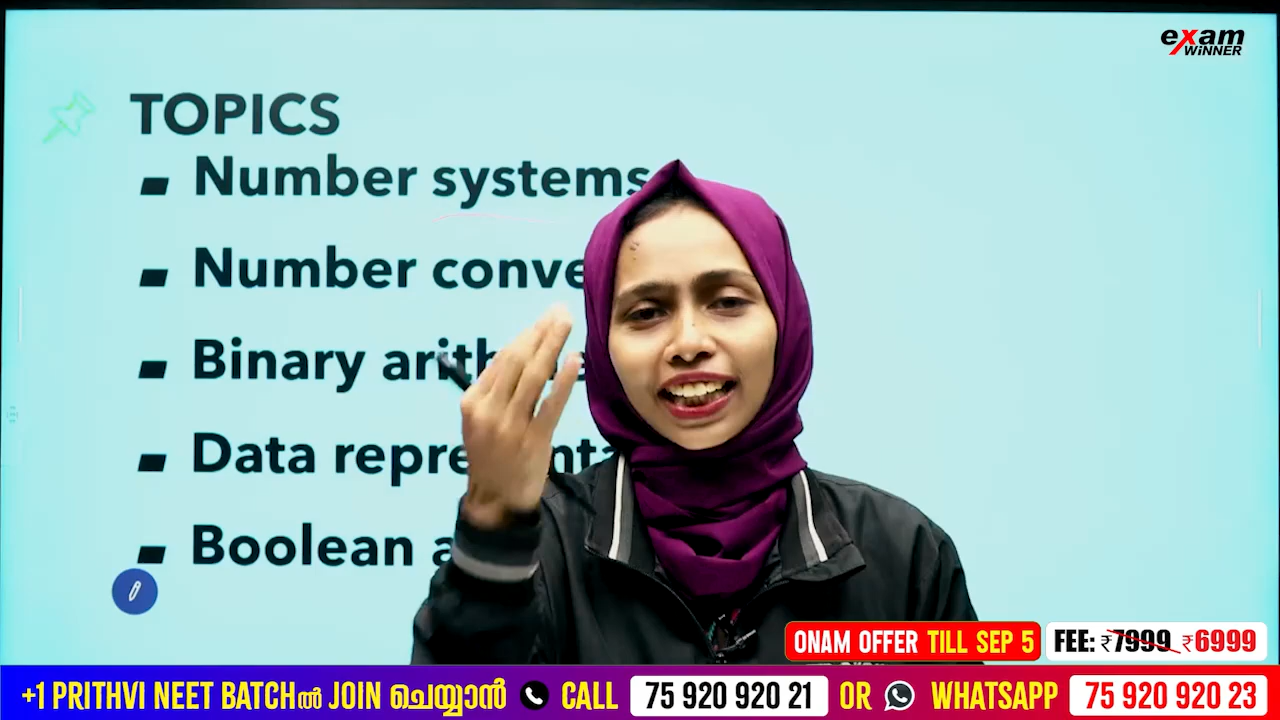 exam
WiNNER
TOPICS
Number systems
Number conve
Binary arith
Data repre nta
Boolean a
ONAM OFFER TILL SEP 5
FEE: ₹7999 ₹6999
+1 PRITHVI NEET BATCHൽ JOIN ചെയ്യാൻ CALL 75 920 920 21 OR WHATSAPP 75 920 920 23